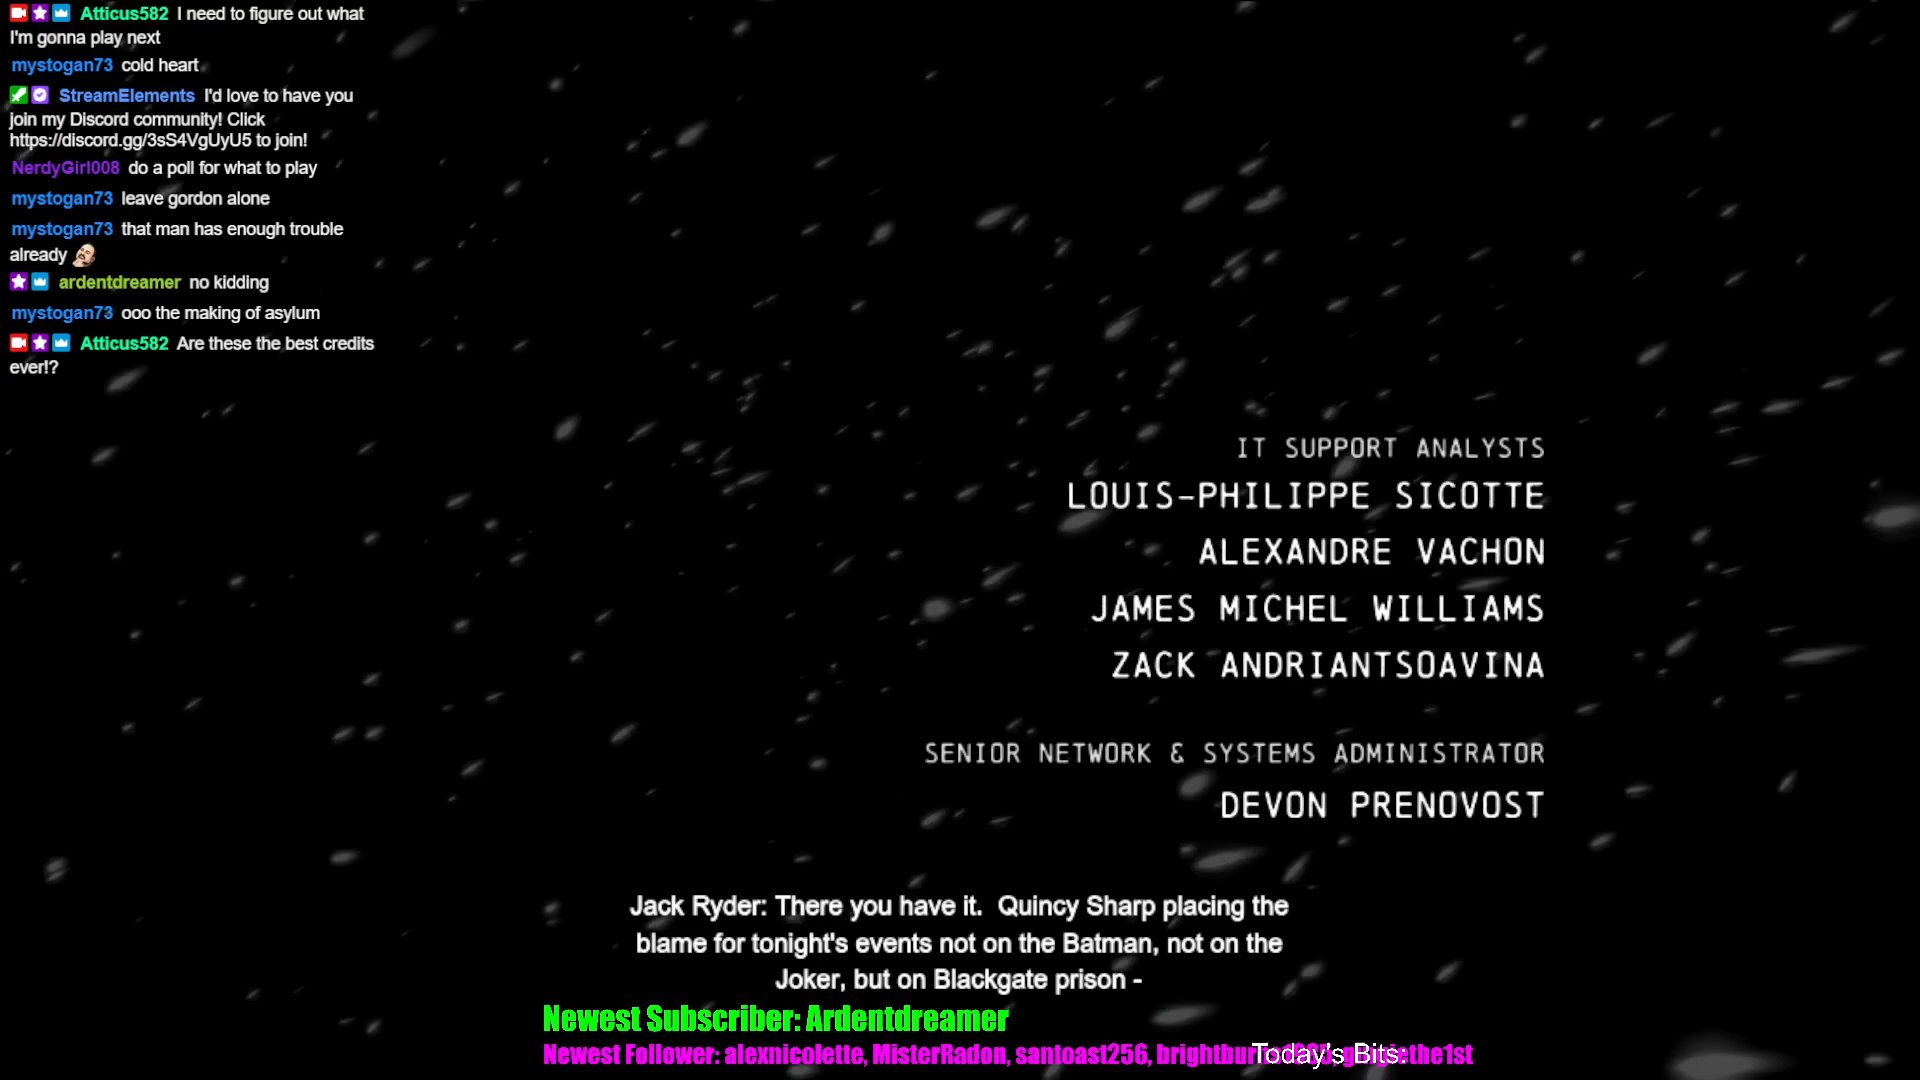 Atticus582 I need to figure out what
I'm gonna play next
mystogan73 cold heart
StreamElements I'd love to have you
join my Discord community! Click
https://discord.gg/3sS4VgUyU5 to join!
NerdyGirl008 do a poll for what to play
mystogan73 leave gordon alone
mystogan73 that man has enough trouble
already
ardentdreamer no kidding
mystogan73 ooo the making of asylum
Atticus582 Are these the best credits
ever!?
IT SUPPORT ANALYSTS
LOUIS-PHILIPPE SICOTTE
ALEXANDRE VACHON
JAMES MICHEL WILLIAMS
ZACK ANDRIANTSOAVINA
SENIOR NETWORK & SYSTEMS ADMINISTRATOR
DEVON PRENOVOST
Jack Ryder: There you have it. Quincy Sharp placing the
blame for tonight's events not on the Batman, not on the
Joker, but on Blackgate prison -
Newest Subscriber: Ardentdreamer
Newest Follower: alexnicolette, MisterRadon, santoast256,
Today's Bits: